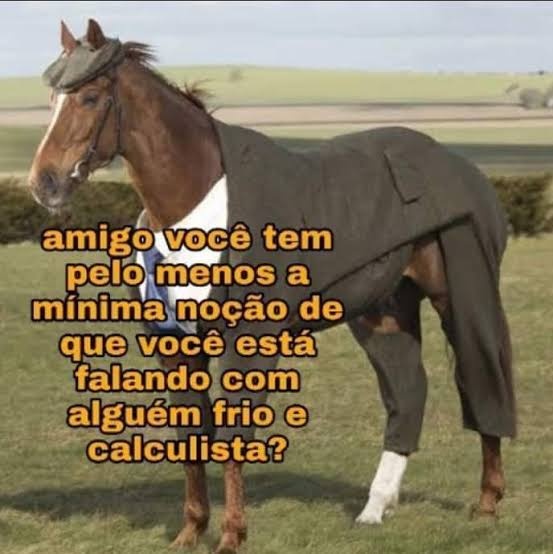 amigo você tem
pelo menos a
mínima noção de
que você está
falando com
alguém frio e
calculista?